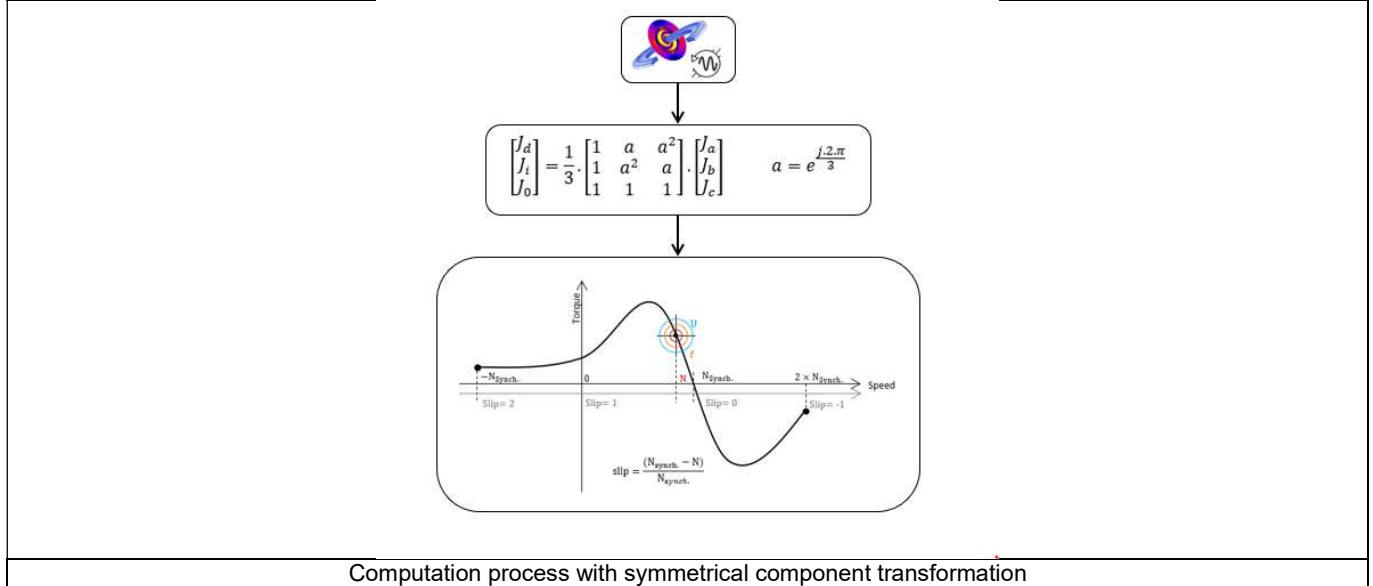 [J_d J_i J_0] = 1/3 . [1 a a² 1 a² a 1 1 1] . [J_a J_b J_c] a = e^(j.2.π/3)
Torque
U
f
−N_Synch. 0 N N_Synch. 2 × N_Synch. Speed
Slip= 2 Slip= 1 Slip= 0 Slip= -1
slip = (N_synch. − N) / N_synch.
Computation process with symmetrical component transformation